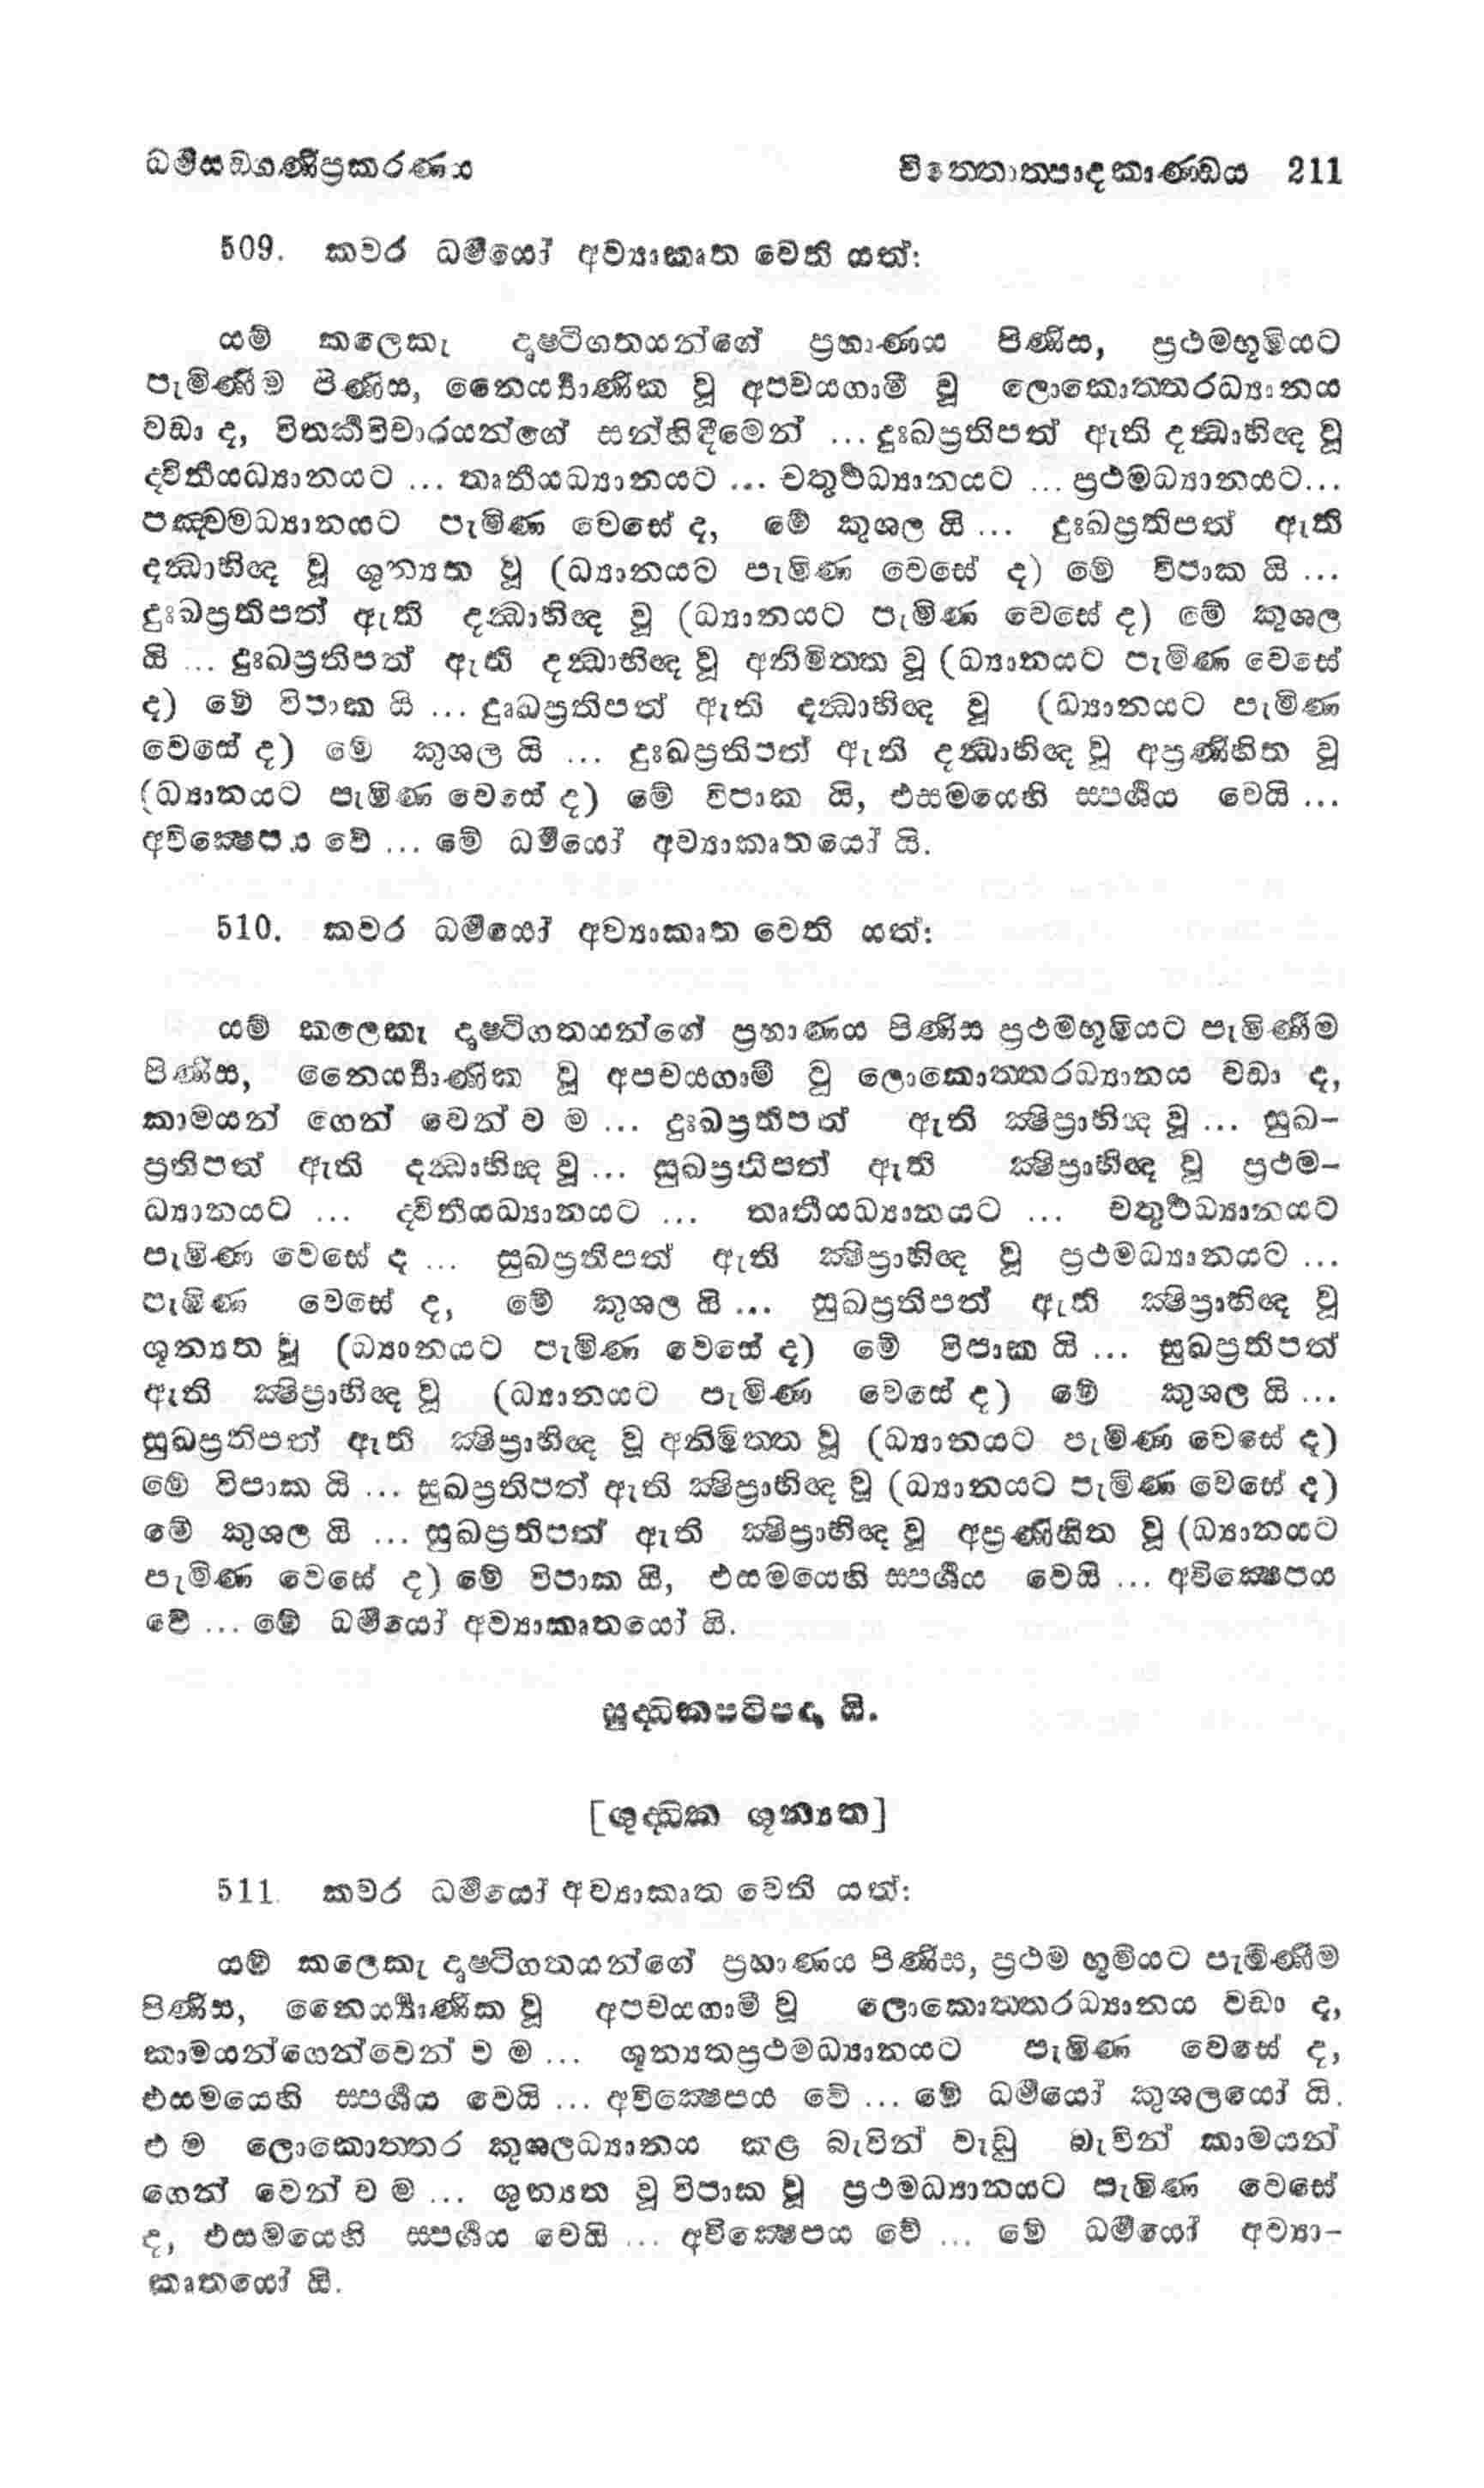 ධර්මසඞ්ගණිප්‍රකරණය	චිත්තොත්පාදකාණ්ඩය 211
509. කවර ධර්මයෝ අව්‍යාකෘත වෙති යත්:
යම් කලෙකැ දෘෂ්ටිගතයන්ගේ ප්‍රහාණය පිණිස, ප්‍රථමභූමියට
පැමිණීම පිණිස, නෛර්‍ය්‍යාණික වූ අපචයගාමී වූ ලොකොත්තරධ්‍යානය
වඩා ද, විතර්කවිචාරයන්ගේ සන්හිඳීමෙන් ... දුඃඛප්‍රතිපත් ඇති දන්ධාභිඥ වූ
ද්විතීයධ්‍යානයට ... තෘතීයධ්‍යානයට ... චතුර්ථධ්‍යානයට ... ප්‍රථමධ්‍යානයට...
පඤ්චමධ්‍යානයට පැමිණ වෙසේ ද, මේ කුශල යි... දුඃඛප්‍රතිපත් ඇති
දන්ධාභිඥ වූ ශුන්‍යත වූ (ධ්‍යානයට පැමිණ වෙසේ ද) මේ විපාක යි ...
දුඃඛප්‍රතිපත් ඇති දන්ධාභිඥ වූ (ධ්‍යානයට පැමිණ වෙසේ ද) මේ කුශල
යි ... දුඃඛප්‍රතිපත් ඇති දන්ධාභිඥ වූ අනිමිත්ත වූ (ධ්‍යානයට පැමිණ වෙසේ
ද) මේ විපාක යි ... දුඃඛප්‍රතිපත් ඇති දන්ධාභිඥ වූ (ධ්‍යානයට පැමිණ
වෙසේ ද) මේ කුශල යි ... දුඃඛප්‍රතිපත් ඇති දන්ධාභිඥ වූ අප්‍රණිහිත වූ
(ධ්‍යානයට පැමිණ වෙසේ ද) මේ විපාක යි, එසමයෙහි ස්පර්ශය වෙයි ...
අවික්ෂෙපය වේ ... මේ ධර්මයෝ අව්‍යාකෘතයෝ යි.
510. කවර ධර්මයෝ අව්‍යාකෘත වෙති යත්:
යම් කලෙකැ දෘෂ්ටිගතයන්ගේ ප්‍රහාණය පිණිස ප්‍රථමභූමියට පැමිණීම
පිණිස, නෛර්‍ය්‍යාණික වූ අපචයගාමී වූ ලොකොත්තරධ්‍යානය වඩා ද,
කාමයන් ගෙන් වෙන් ව ම ... දුඃඛප්‍රතිපත් ඇති ක්ෂිප්‍රාභිඥ වූ ... සුඛ-
ප්‍රතිපත් ඇති දන්ධාභිඥ වූ ... සුඛප්‍රතිපත් ඇති ක්ෂිප්‍රාභිඥ වූ ප්‍රථම-
ධ්‍යානයට ... ද්විතීයධ්‍යානයට ... තෘතීයධ්‍යානයට ... චතුර්ථධ්‍යානයට
පැමිණ වෙසේ ද ... සුඛප්‍රතිපත් ඇති ක්ෂිප්‍රාභිඥ වූ ප්‍රථමධ්‍යානයට ...
පැමිණ වෙසේ ද, මේ කුශල යි ... සුඛප්‍රතිපත් ඇති ක්ෂිප්‍රාභිඥ වූ
ශූන්‍යත වූ (ධ්‍යානයට පැමිණ වෙසේ ද) මේ විපාක යි ... සුඛප්‍රතිපත්
ඇති ක්ෂිප්‍රාභිඥ වූ (ධ්‍යානයට පැමිණ වෙසේ ද) මේ කුශල යි ...
සුඛප්‍රතිපත් ඇති ක්ෂිප්‍රාභිඥ වූ අනිමිත්ත වූ (ධ්‍යානයට පැමිණ වෙසේ ද)
මේ විපාක යි ... සුඛප්‍රතිපත් ඇති ක්ෂිප්‍රාභිඥ වූ (ධ්‍යානයට පැමිණ වෙසේ ද)
මේ කුශල යි ... සුඛප්‍රතිපත් ඇති ක්ෂිප්‍රාභිඥ වූ අප්‍රණිහිත වූ (ධ්‍යානයට
පැමිණ වෙසේ ද) මේ විපාක යි, එසමයෙහි ස්පර්ශය වෙයි ... අවික්ෂෙපය
වේ ... මේ ධර්මයෝ අව්‍යාකෘතයෝ යි.
සුද්ධිකපටිපදා යි.
[ශුද්ධික ශූන්‍යත]
511. කවර ධර්මයෝ අව්‍යාකෘත වෙති යත්:
යම් කලෙකැ දෘෂ්ටිගතයන්ගේ ප්‍රහාණය පිණිස, ප්‍රථම භූමියට පැමිණීම
පිණිස, නෛර්‍ය්‍යාණික වූ අපචයගාමී වූ ලොකොත්තරධ්‍යානය වඩා ද,
කාමයන්ගෙන්වෙන් ව ම ... ශූන්‍යතප්‍රථමධ්‍යානයට පැමිණ වෙසේ ද,
එසමයෙහි ස්පර්ශය වෙයි ... අවික්ෂෙපය වේ ... මේ ධර්මයෝ කුශලයෝ යි.
එ ම ලොකොත්තර කුශලධ්‍යානය කළ බැවින් වැඩූ බැවින් කාමයන්
ගෙන් වෙන් ව ම ... ශුන්‍යත වූ විපාක වූ ප්‍රථමධ්‍යානයට පැමිණ වෙසේ
ද, එසමයෙහි ස්පර්ශය වෙයි ... අවික්ෂෙපය වේ ... මේ ධර්මයෝ අව්‍යා-
කෘතයෝ යි.